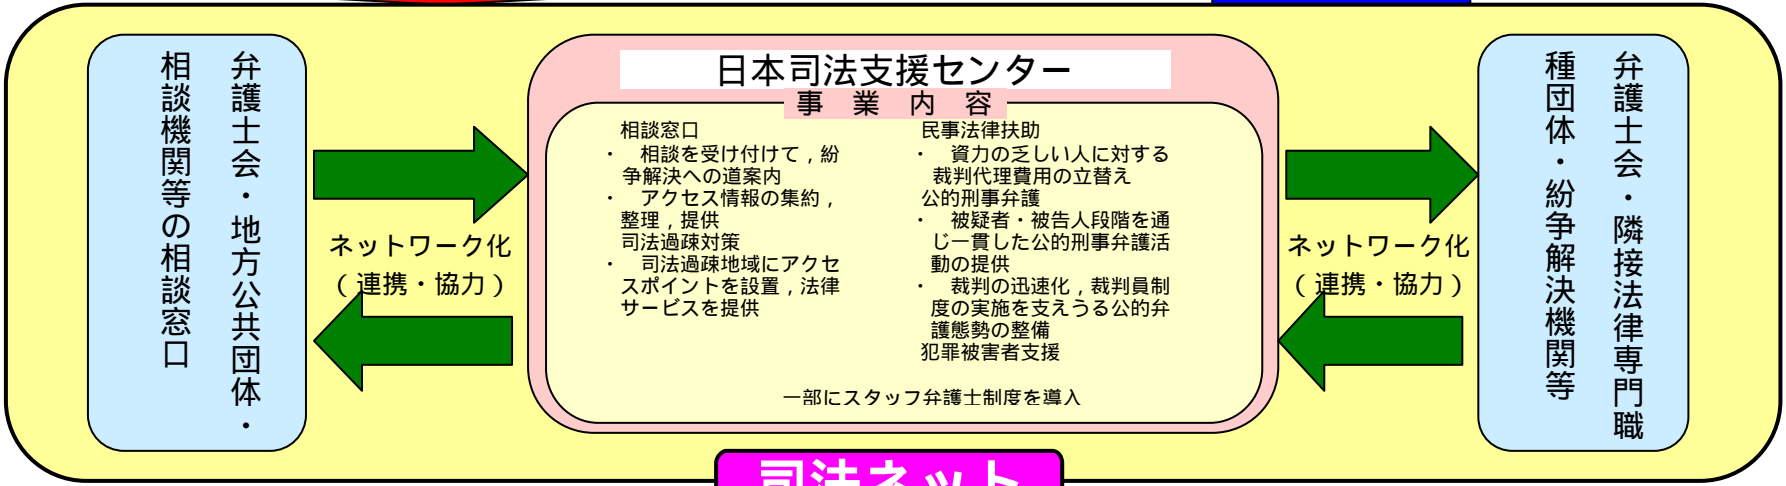 弁護士会・地方公共団体・
相談機関等の相談窓口
ネットワーク化
（連携・協力）
日本司法支援センター
事業内容
相談窓口
・　相談を受け付けて，紛
争解決への道案内
・　アクセス情報の集約，
整理，提供
司法過疎対策
・　司法過疎地域にアクセ
スポイントを設置，法律
サービスを提供
民事法律扶助
・　資力の乏しい人に対する
裁判代理費用の立替え
公的刑事弁護
・　被疑者・被告人段階を通
じ一貫した公的刑事弁護活
動の提供
・　裁判の迅速化，裁判員制
度の実施を支えうる公的弁
護態勢の整備
犯罪被害者支援
一部にスタッフ弁護士制度を導入
ネットワーク化
（連携・協力）
弁護士会・隣接法律専門職
種団体・紛争解決機関等
司法ネット